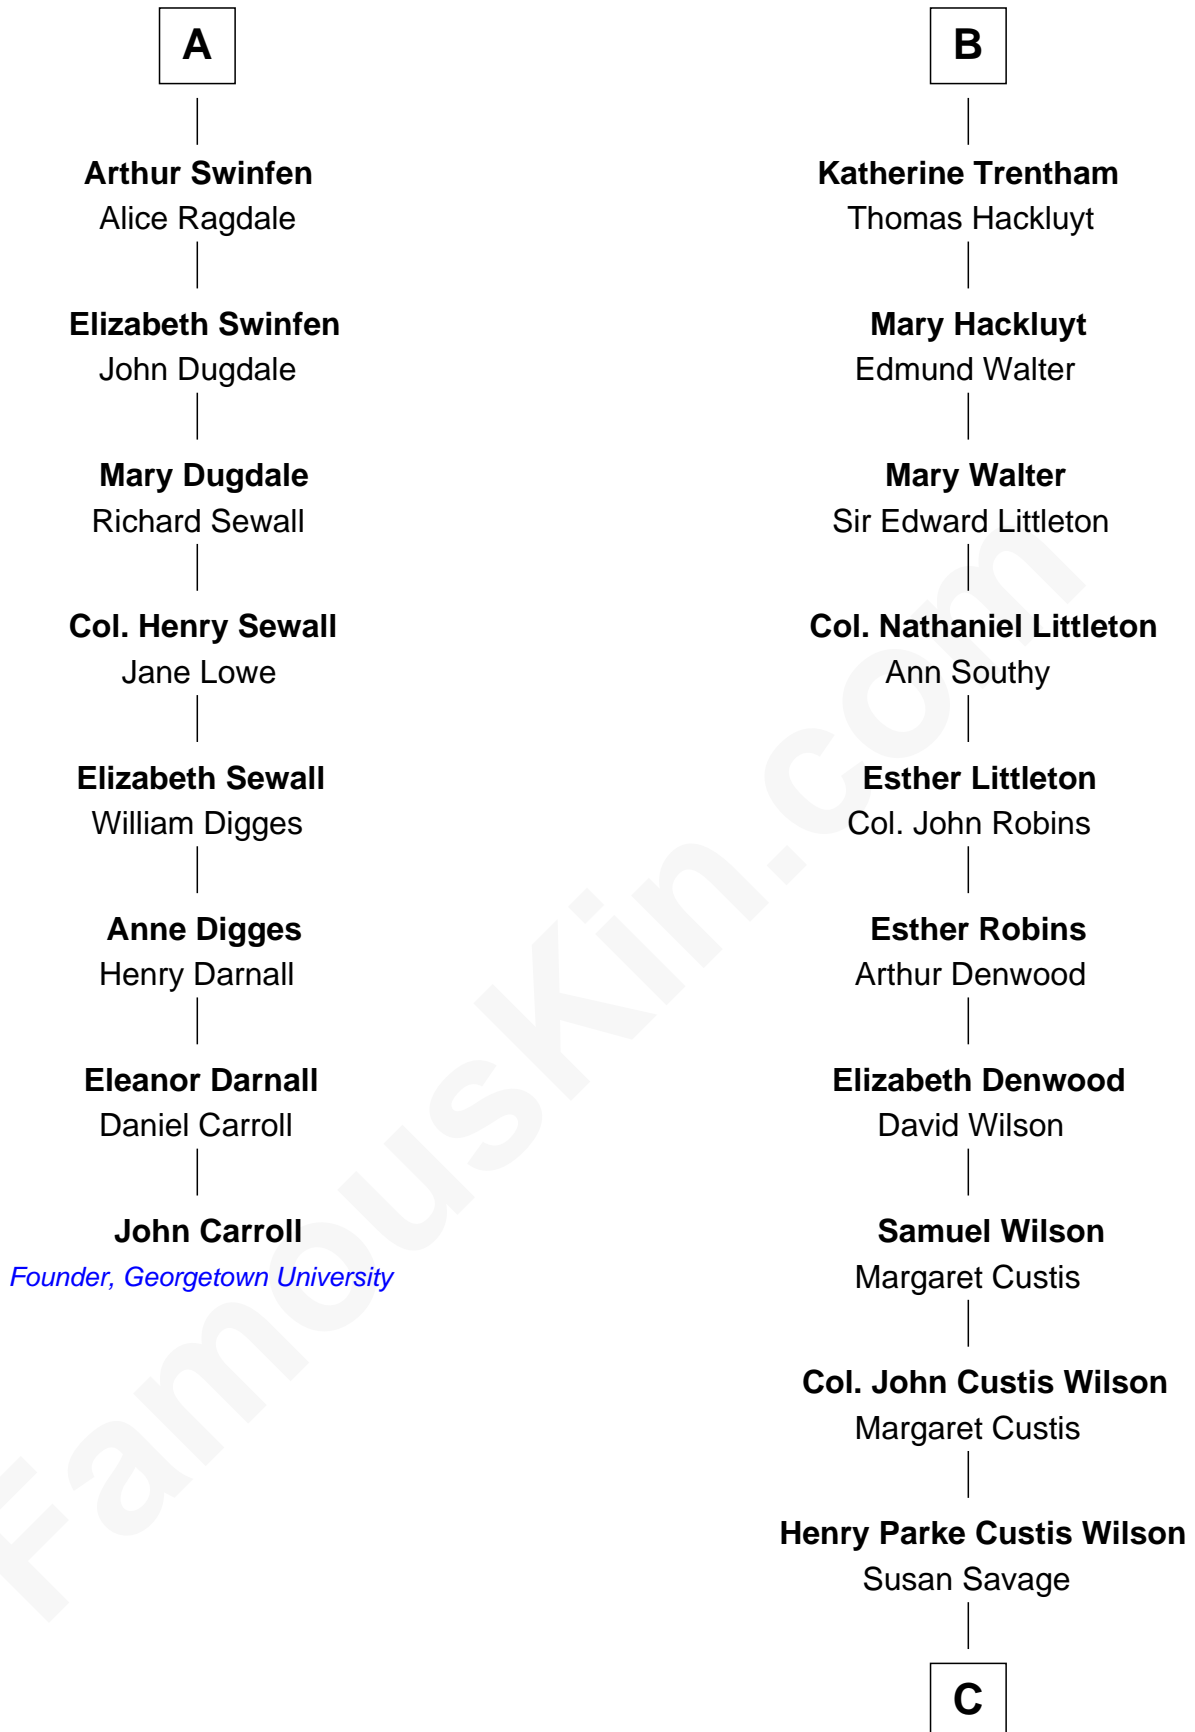 A
Arthur Swinfen
Alice Ragdale
Elizabeth Swinfen
John Dugdale
Mary Dugdale
Richard Sewall
Col. Henry Sewall
Jane Lowe
Elizabeth Sewall
William Digges
Anne Digges
Henry Darnall
Eleanor Darnall
Daniel Carroll
John Carroll
Founder, Georgetown University
B
Katherine Trentham
Thomas Hackluyt
Mary Hackluyt
Edmund Walter
Mary Walter
Sir Edward Littleton
Col. Nathaniel Littleton
Ann Southy
Esther Littleton
Col. John Robins
Esther Robins
Arthur Denwood
Elizabeth Denwood
David Wilson
Samuel Wilson
Margaret Custis
Col. John Custis Wilson
Margaret Custis
Henry Parke Custis Wilson
Susan Savage
C
FamousKin.com